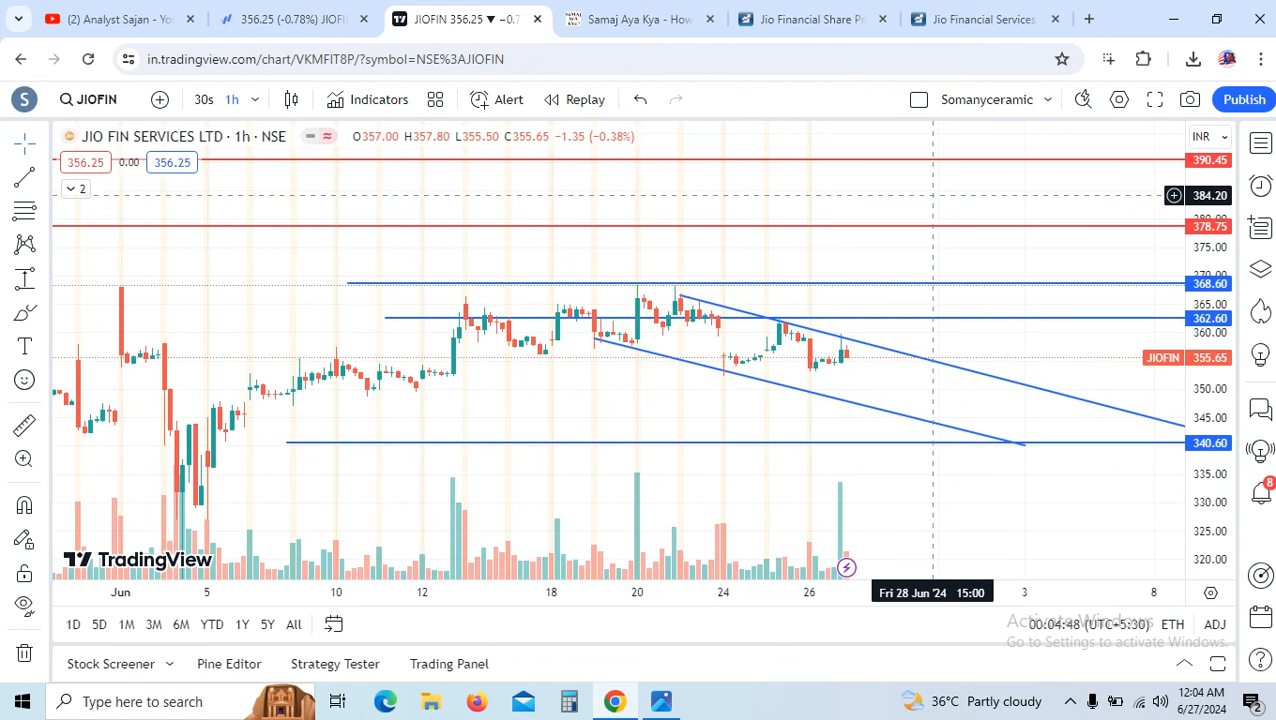 (2) Analyst Sajan - Yo
356.25 (-0.78%) JIOFI
JIOFIN 356.25 ▼ −0.7
Samaj Aya Kya - How
Jio Financial Share Pr
Jio Financial Services
in.tradingview.com/chart/VKMFIT8P/?symbol=NSE%3AJIOFIN
S
JIOFIN
30s
1h
Indicators
Alert
Replay
Somanyceramic
Publish
JIO FIN SERVICES LTD · 1h · NSE
O357.00 H357.80 L355.50 C355.65 −1.35 (−0.38%)
INR
356.25
0.00
356.25
2
390.45
384.20
380.00
378.75
375.00
370.00
368.60
365.00
362.60
360.00
JIOFIN 355.65
350.00
345.00
340.60
335.00
330.00
325.00
320.00
8
TradingView
Jun
5
10
12
18
20
24
26
Fri 28 Jun '24 15:00
3
8
1D 5D 1M 3M 6M YTD 1Y 5Y All
00:04:48 (UTC+5:30)
ETH
ADJ
Activate Windows
Go to Settings to activate Windows.
Stock Screener
Pine Editor
Strategy Tester
Trading Panel
Type here to search
36°C Partly cloudy
12:04 AM
6/27/2024
2